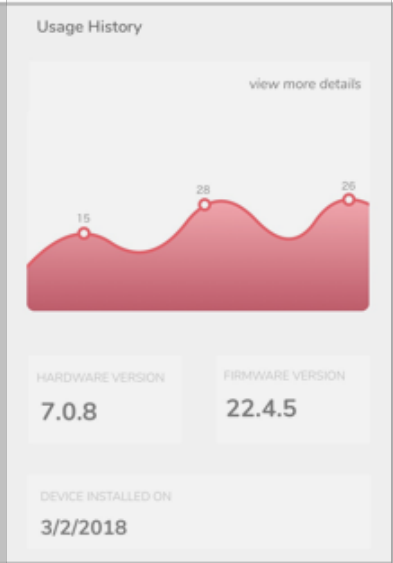 Usage History
view more details
15
28
26
HARDWARE VERSION
FIRMWARE VERSION
7.0.8
22.4.5
DEVICE INSTALLED ON
3/2/2018